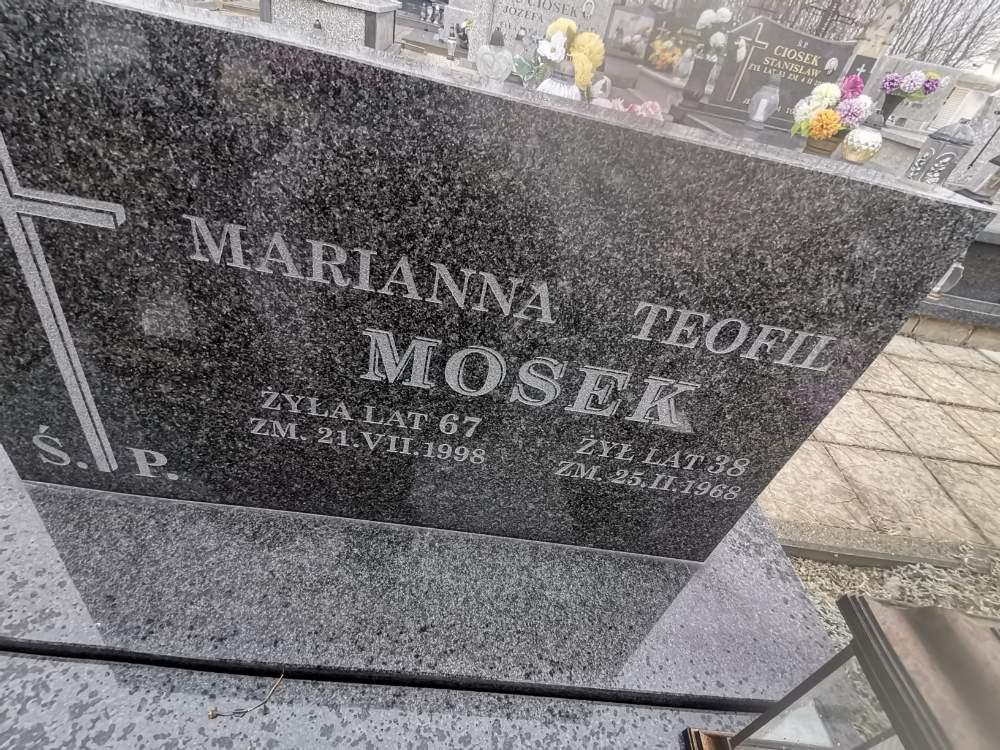 CIOSEK
JÓZEFA
Ś.P.
CIOSEK
STANISŁAW
MARIANNA TEOFIL
MOSEK
ŻYŁA LAT 67 ŻYŁ LAT 38
ZM. 21.VII.1998 ZM. 25.II.1968
Ś. P.